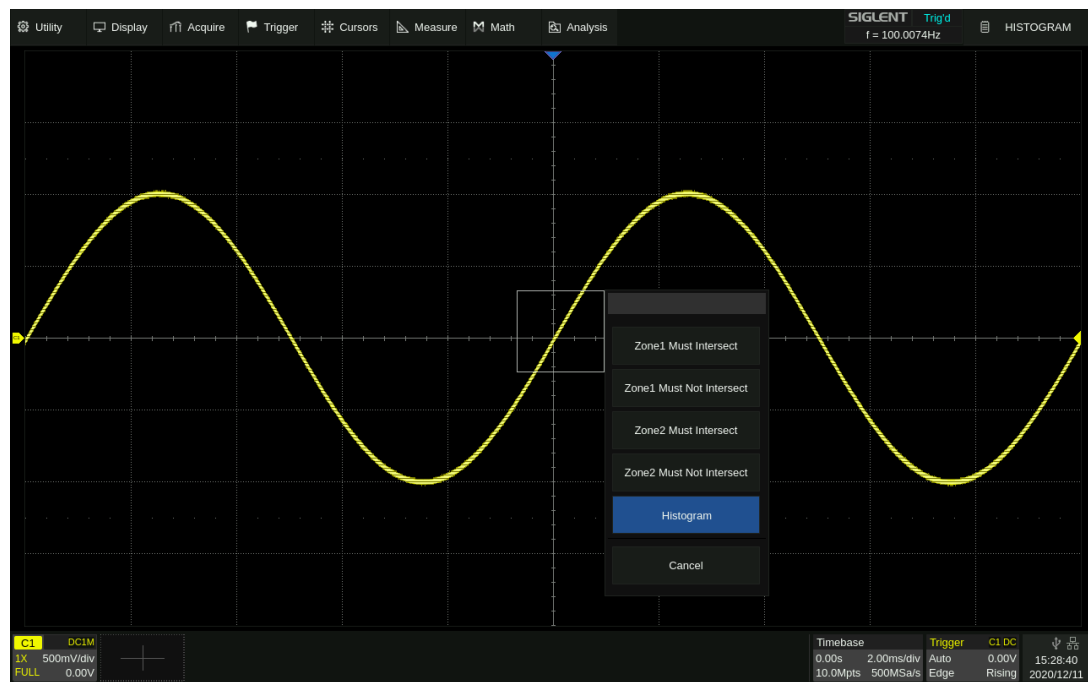 Utility Display Acquire Trigger Cursors Measure Math Analysis SIGLENT Trig'd HISTOGRAM
f = 100.0074Hz
Zone1 Must Intersect
Zone1 Must Not Intersect
Zone2 Must Intersect
Zone2 Must Not Intersect
Histogram
Cancel
C1 DC1M Timebase Trigger C1 DC
1X 500mV/div 0.00s 2.00ms/div Auto 0.00V 15:28:40
FULL 0.00V 10.0Mpts 500MSa/s Edge Rising 2020/12/11